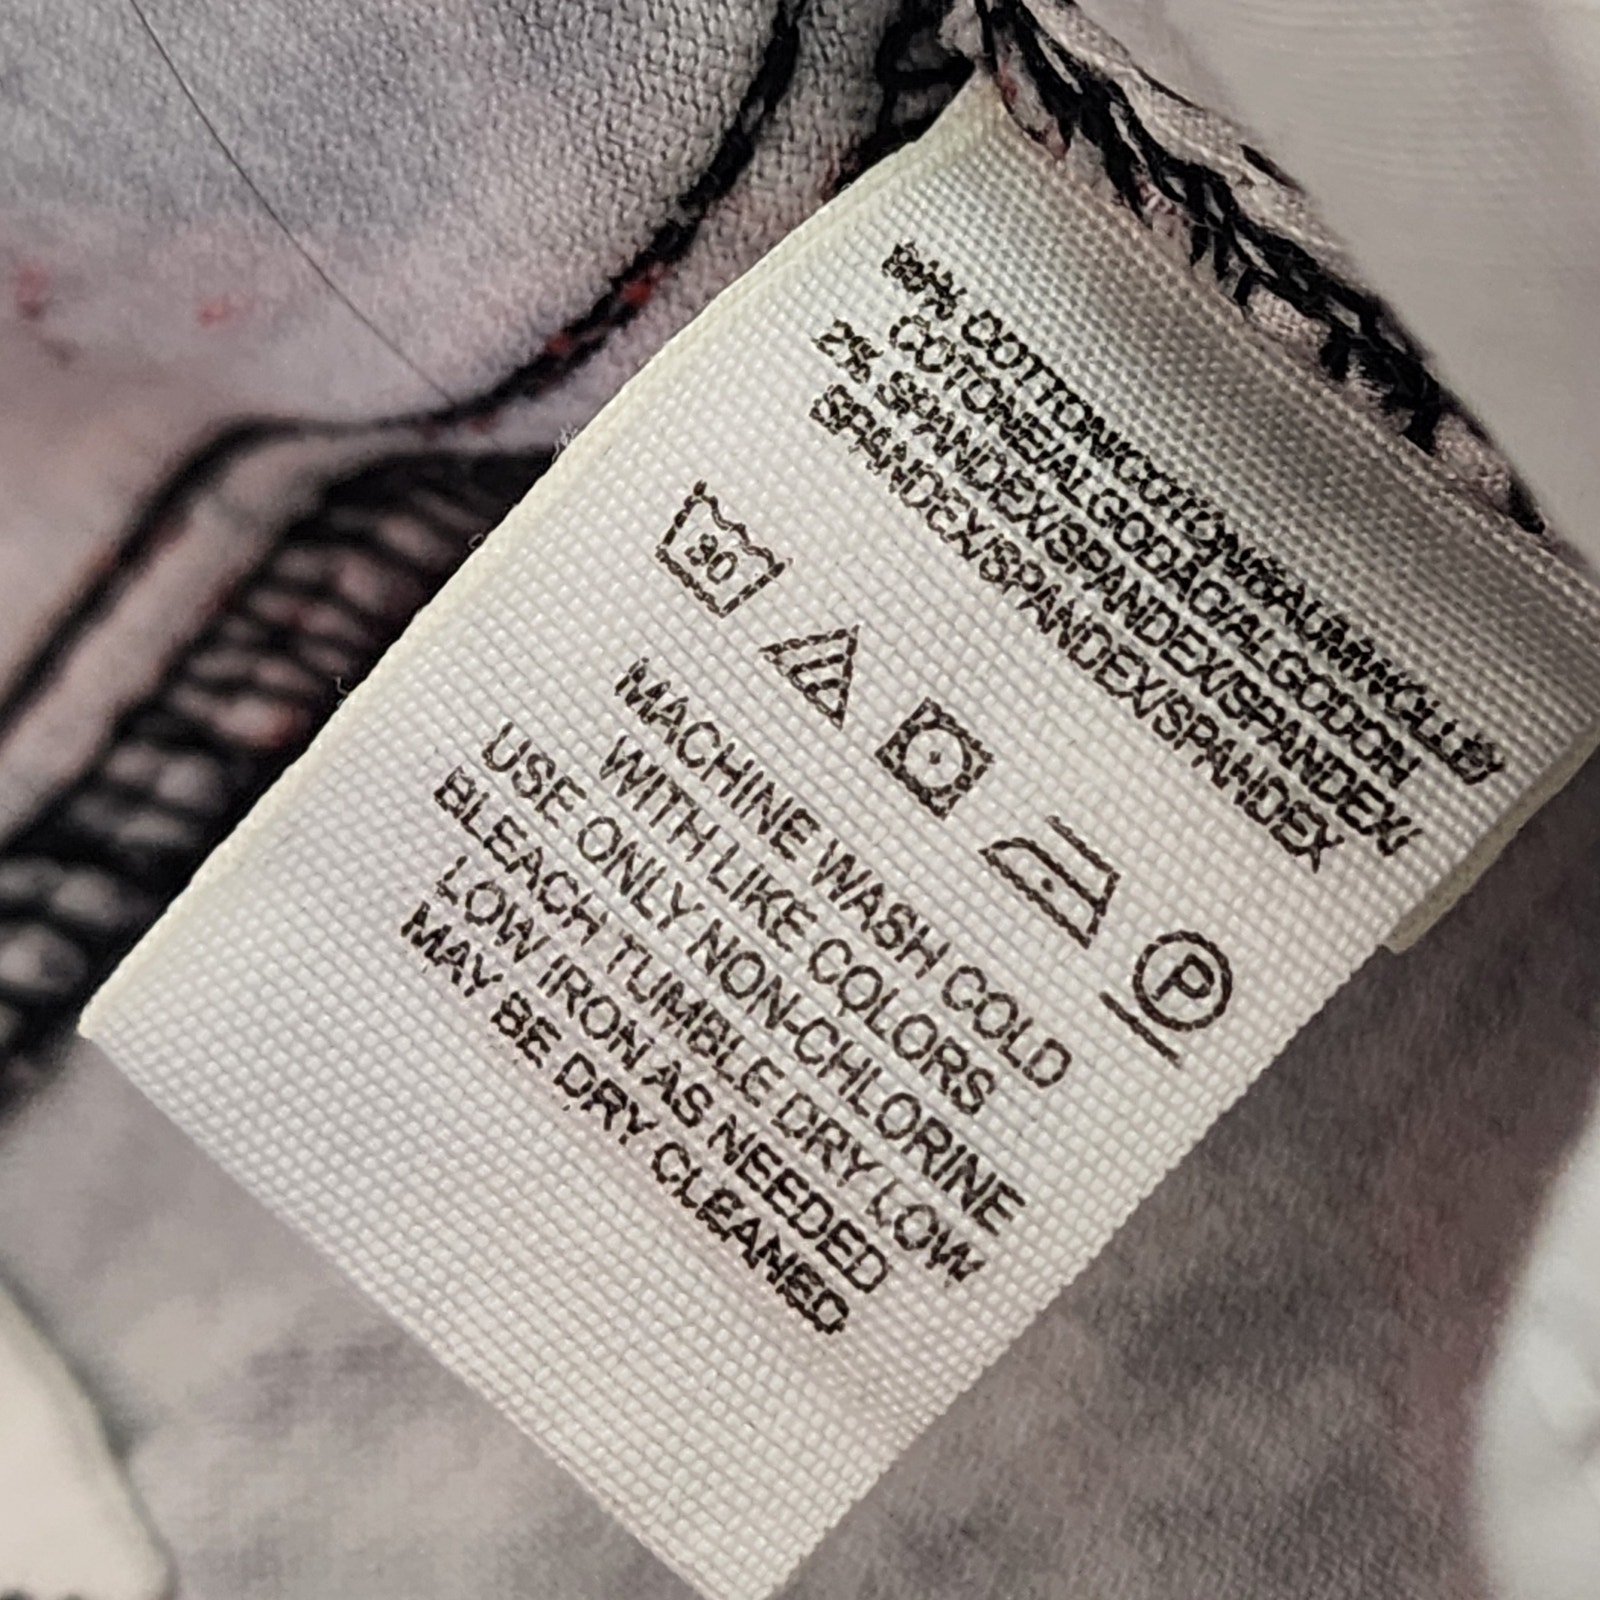 98% COTTON/COTON/BAUMWOLLE/
COTONE/ALGODAO/ALGODON
2% SPANDEX/SPANDEX/SPANDEX/
SPANDEX/SPANDEX/SPANDEX
30
P
MACHINE WASH COLD
WITH LIKE COLORS
USE ONLY NON-CHLORINE
BLEACH TUMBLE DRY LOW
LOW IRON AS NEEDED
MAY BE DRY CLEANED